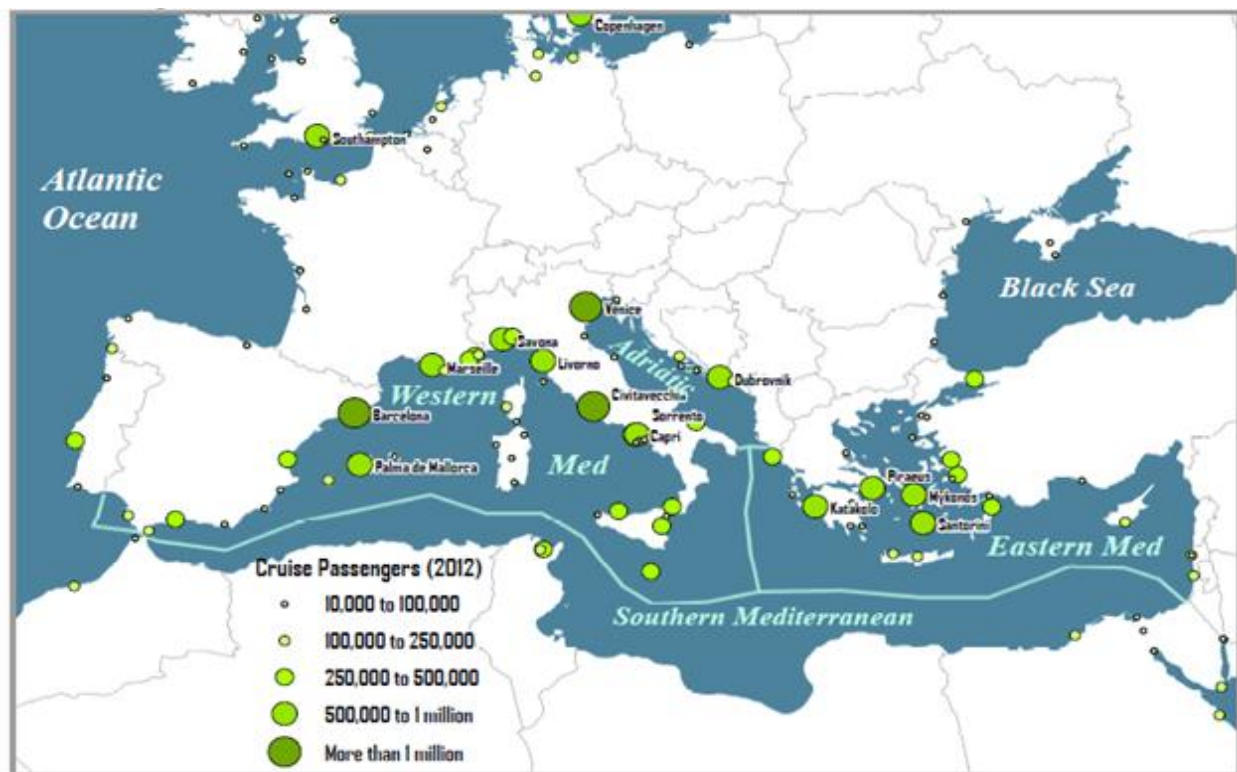 Copenhagen
Southampton
Atlantic
Ocean
Black Sea
Venice
Savona
Adriatic
Livorno
Marseille
Dubrovnik
Western
Civitavecchia
Barcelona
Sorrento
Capri
Palma de Mallorca
Med
Piraeus
Mykonos
Katakolo
Santorini
Eastern Med
Cruise Passengers (2012)
10,000 to 100,000
Southern Mediterranean
100,000 to 250,000
250,000 to 500,000
500,000 to 1 million
More than 1 million